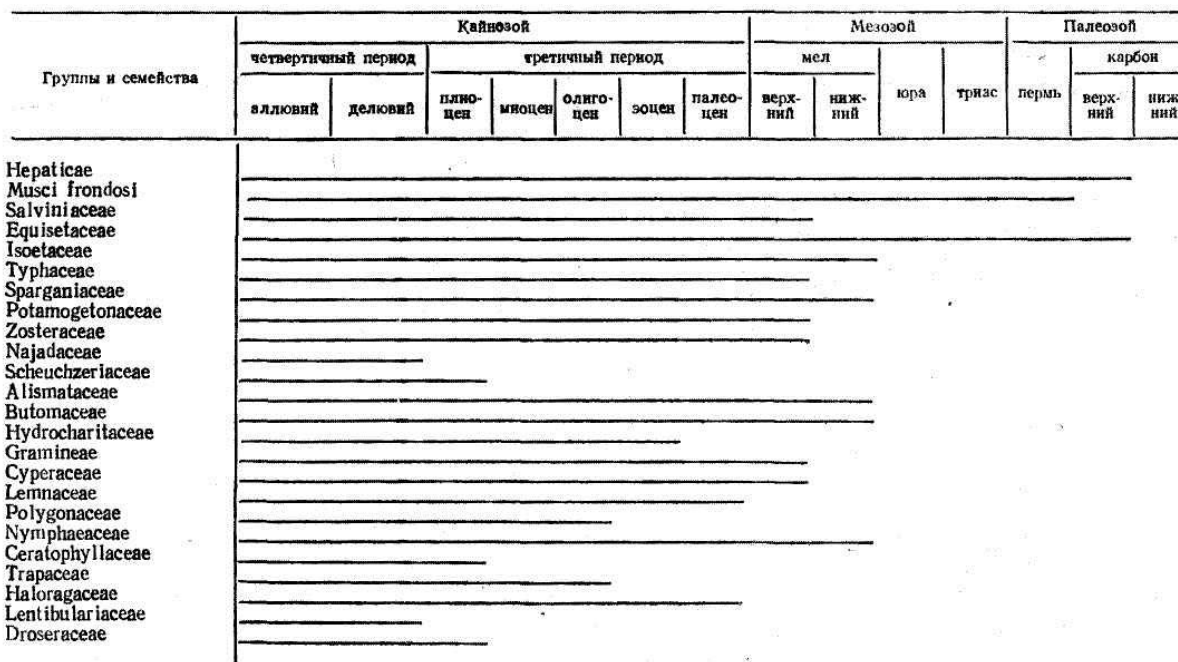 Кайнозой Мезозой Палеозой
Группы и семейства
четвертичный период третичный период мел юра триас пермь карбон
аллювий делювий плио-
цен миоцен олиго-
цен эоцен палео-
цен верх-
ний ниж-
ний верх-
ний ниж
ний
Hepaticae
Musci frondosi
Salviniaceae
Equisetaceae
Isoetaceae
Typhaceae
Sparganiaceae
Potamogetonaceae
Zosteraceae
Najadaceae
Scheuchzeriaceae
Alismataceae
Butomaceae
Hydrocharitaceae
Gramineae
Cyperaceae
Lemnaceae
Polygonaceae
Nymphaeaceae
Ceratophyllaceae
Trapaceae
Haloragaceae
Lentibulariaceae
Droseraceae